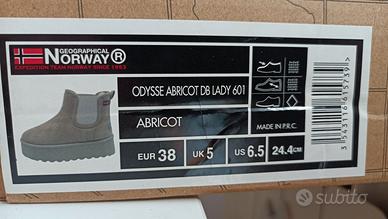 GEOGRAPHICAL
NORWAY®
EXPEDITION TEAM NORWAY SINCE 1993
ODYSSE ABRICOT DB LADY 601
ABRICOT
MADE IN P.R.C.
EUR 38
UK 5
US 6.5
24.4CM
subito